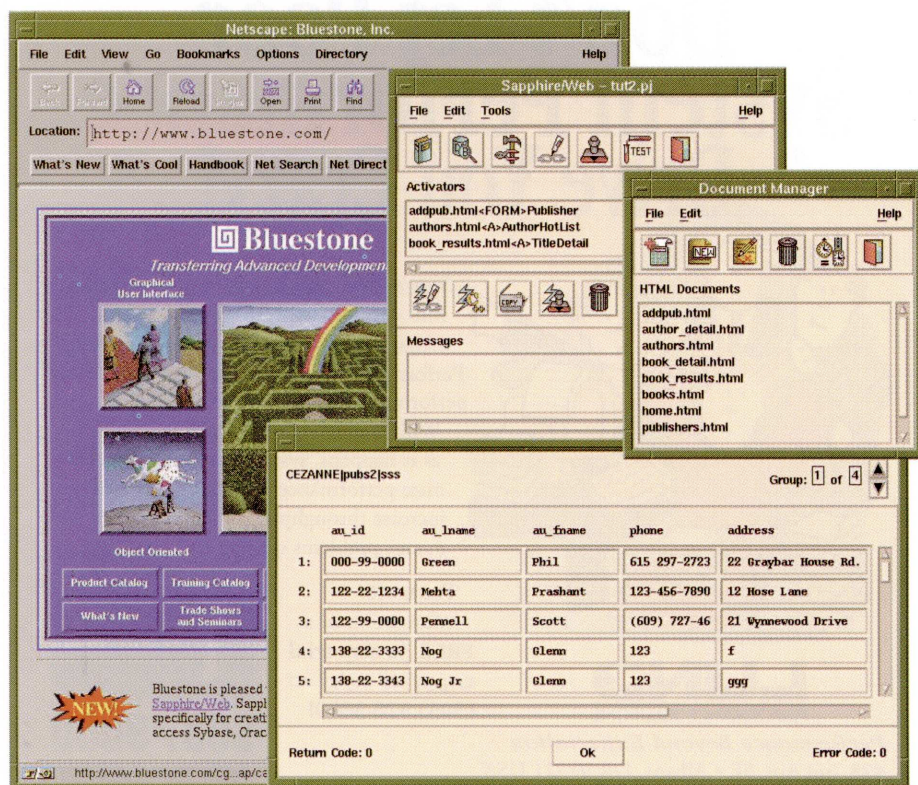 Netscape: Bluestone, Inc.
File Edit View Go Bookmarks Options Directory Help
Back Forward Home Reload Images Open Print Find
Location: http://www.bluestone.com/
What's New What's Cool Handbook Net Search Net Direct
Bluestone
Transferring Advanced Developmen
Graphical
User Interface
Object Oriented
Product Catalog Training Catalog
What's New Trade Shows
and Seminars
NEW!
Bluestone is pleased
Sapphire/Web. Sapp
specifically for creati
access Sybase, Orac
http://www.bluestone.com/cg...ap/ca
Sapphire/Web - tut2.pj
File Edit Tools Help
TEST
Activators
addpub.html<FORM>Publisher
authors.html<A>AuthorHotList
book_results.html<A>TitleDetail
COPY
Messages
Document Manager
File Edit Help
NEW
HTML Documents
addpub.html
author_detail.html
authors.html
book_detail.html
book_results.html
books.html
home.html
publishers.html
CEZANNE|pubs2|sss
Group: 1 of 4
au_id au_lname au_fname phone address
1: 000-99-0000 Green Phil 615 297-2723 22 Graybar House Rd.
2: 122-22-1234 Mehta Prashant 123-456-7890 12 Hose Lane
3: 122-99-0000 Pennell Scott (609) 727-46 21 Wynnewood Drive
4: 138-22-3333 Nog Glenn 123 f
5: 138-22-3343 Nog Jr Glenn 123 ggg
Return Code: 0 Ok Error Code: 0